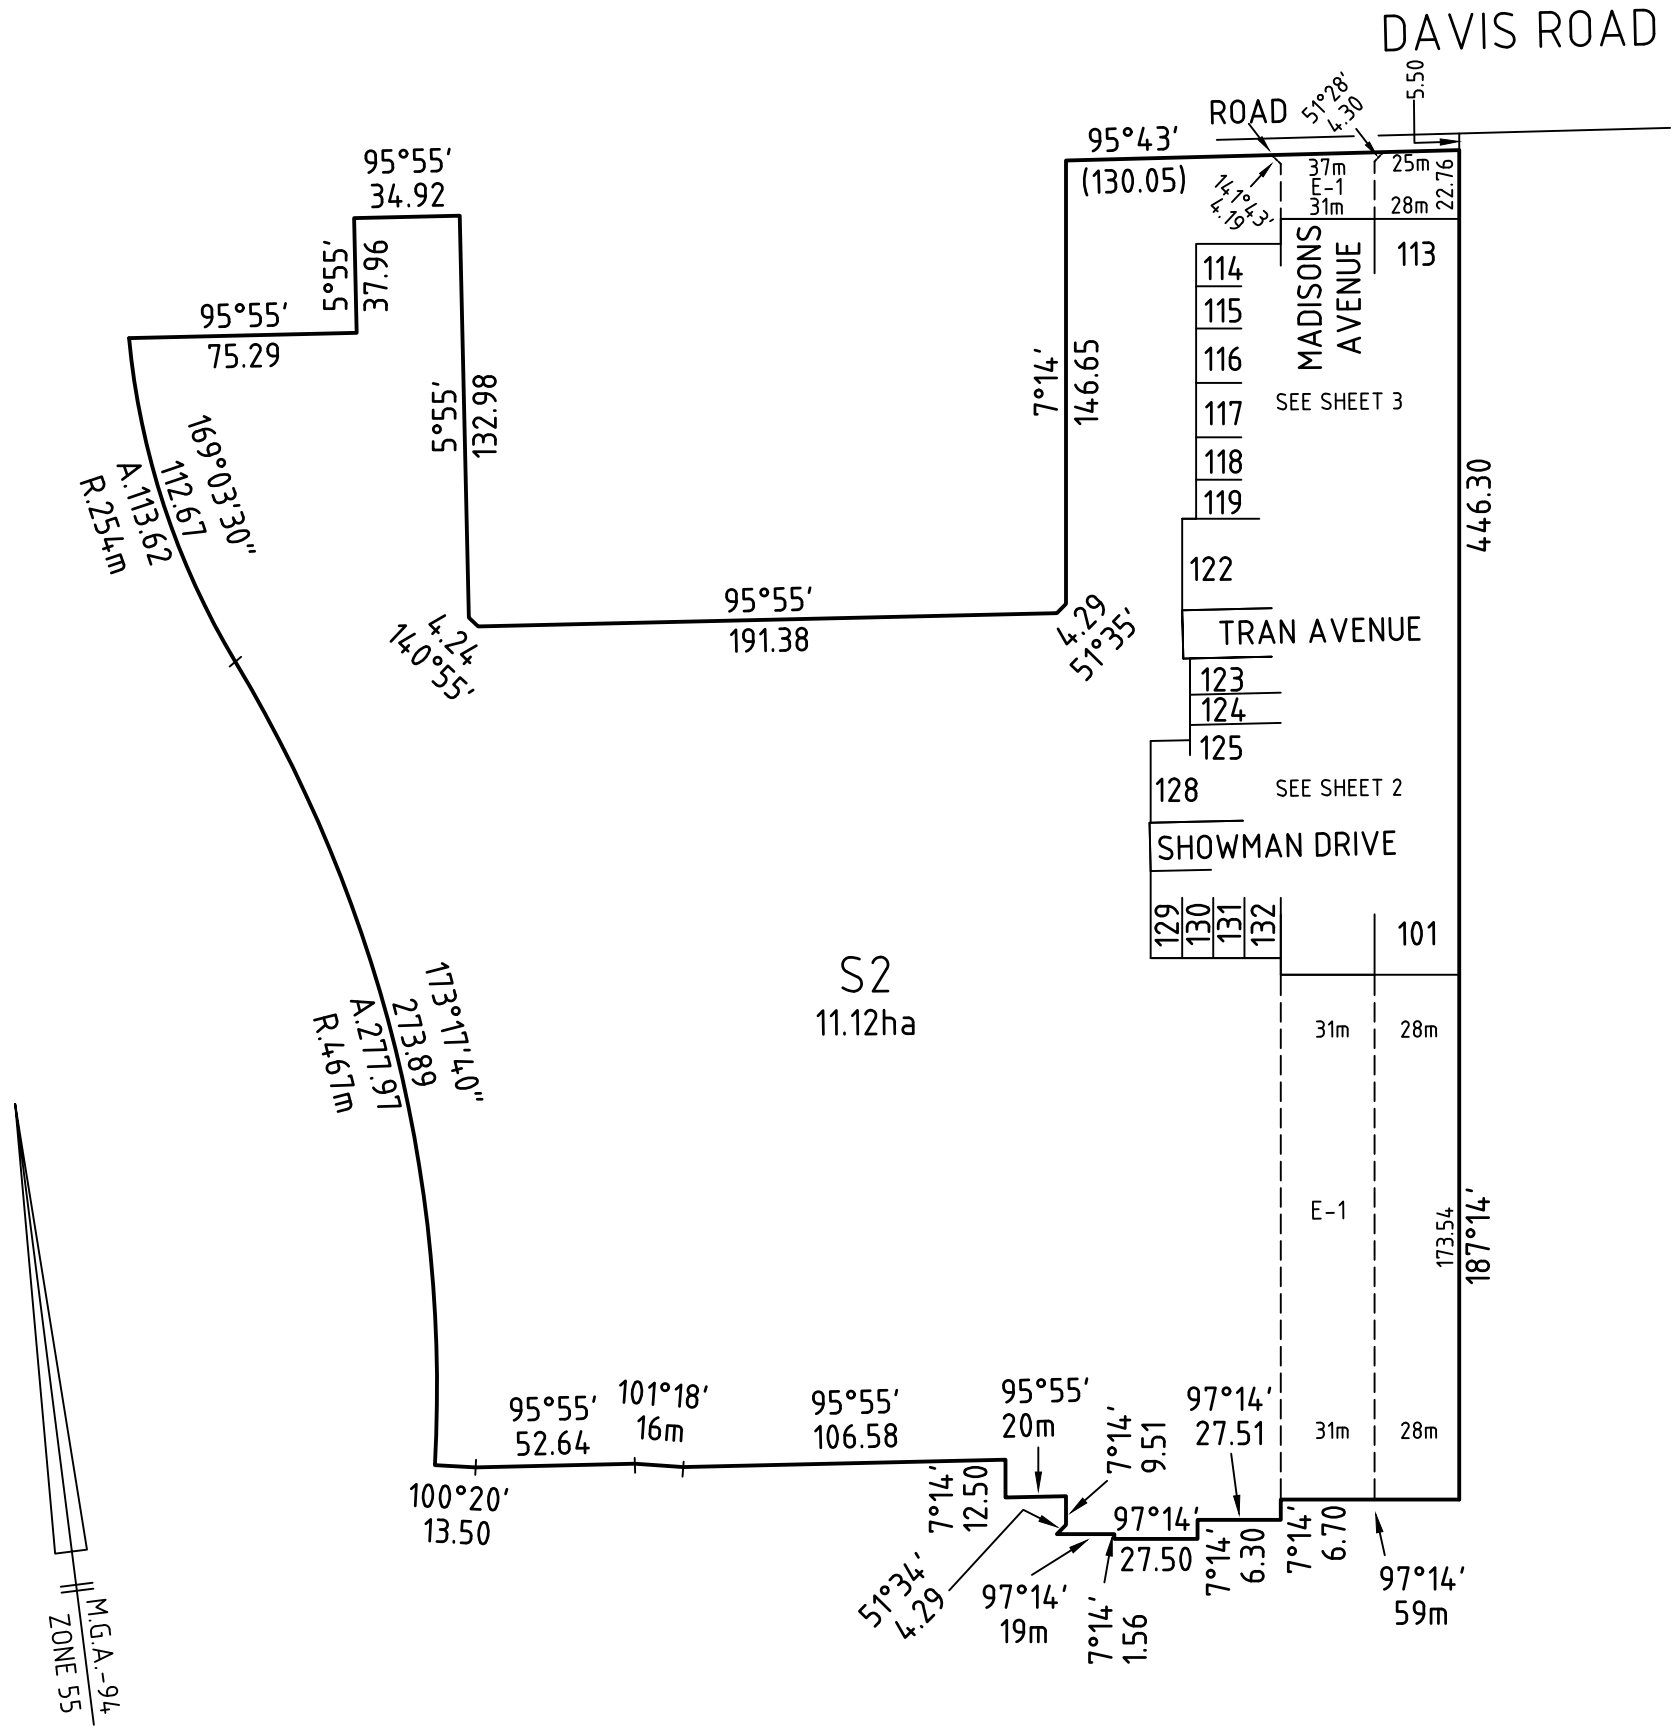 DAVIS ROAD
5.50
ROAD
51°28'
4.30
95°43'
(130.05)
141°43'
4.19
37m
E-1
31m
25m
28m
22.76
95°55'
34.92
5°55'
37.96
95°55'
75.29
114
115
116
117
118
119
MADISONS
AVENUE
113
SEE SHEET 3
7°14'
146.65
5°55'
132.98
169°03'30"
112.67
A.113.62
R.254m
446.30
122
95°55'
191.38
4.24
140°55'
4.29
51°35'
TRAN AVENUE
123
124
125
128
SEE SHEET 2
SHOWMAN DRIVE
129
130
131
132
101
S2
11.12ha
173°17'40"
273.89
A.277.97
R.467m
31m
28m
E-1
173.54
187°14'
31m
28m
95°55'
52.64
101°18'
16m
95°55'
106.58
95°55'
20m
7°14'
9.51
97°14'
27.51
100°20'
13.50
7°14'
12.50
97°14'
27.50
7°14'
6.30
7°14'
6.70
51°34'
4.29
97°14'
19m
7°14'
1.56
97°14'
59m
M.G.A.-94
ZONE 55